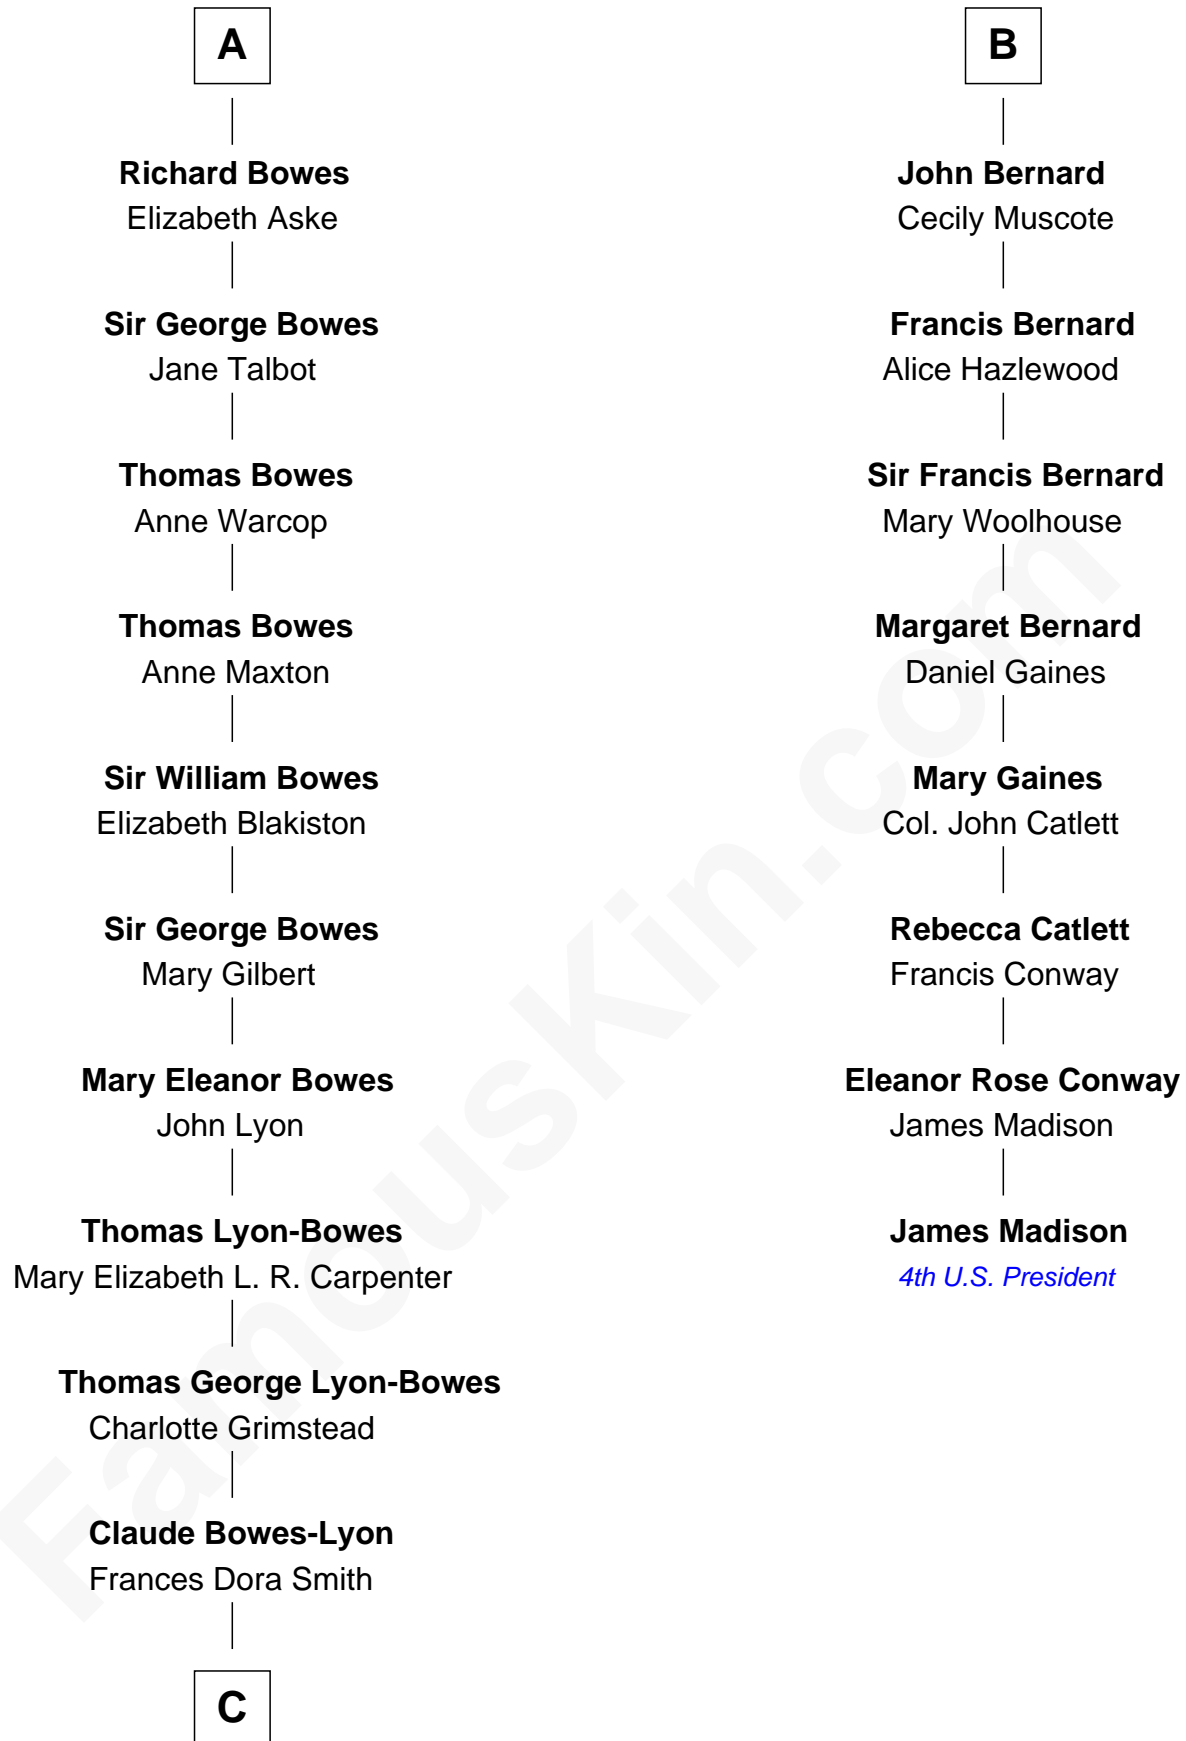 A
Richard Bowes
Elizabeth Aske
Sir George Bowes
Jane Talbot
Thomas Bowes
Anne Warcop
Thomas Bowes
Anne Maxton
Sir William Bowes
Elizabeth Blakiston
Sir George Bowes
Mary Gilbert
Mary Eleanor Bowes
John Lyon
Thomas Lyon-Bowes
Mary Elizabeth L. R. Carpenter
Thomas George Lyon-Bowes
Charlotte Grimstead
Claude Bowes-Lyon
Frances Dora Smith
C
B
John Bernard
Cecily Muscote
Francis Bernard
Alice Hazlewood
Sir Francis Bernard
Mary Woolhouse
Margaret Bernard
Daniel Gaines
Mary Gaines
Col. John Catlett
Rebecca Catlett
Francis Conway
Eleanor Rose Conway
James Madison
James Madison
4th U.S. President
FamousKin.com